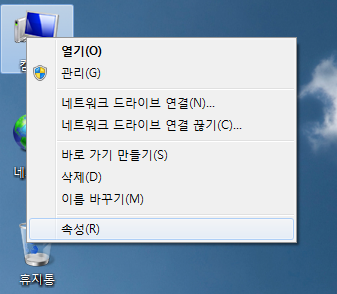 열기(O)
관리(G)
네트워크 드라이브 연결(N)...
네트워크 드라이브 연결 끊기(C)...
바로 가기 만들기(S)
삭제(D)
이름 바꾸기(M)
속성(R)
휴지통